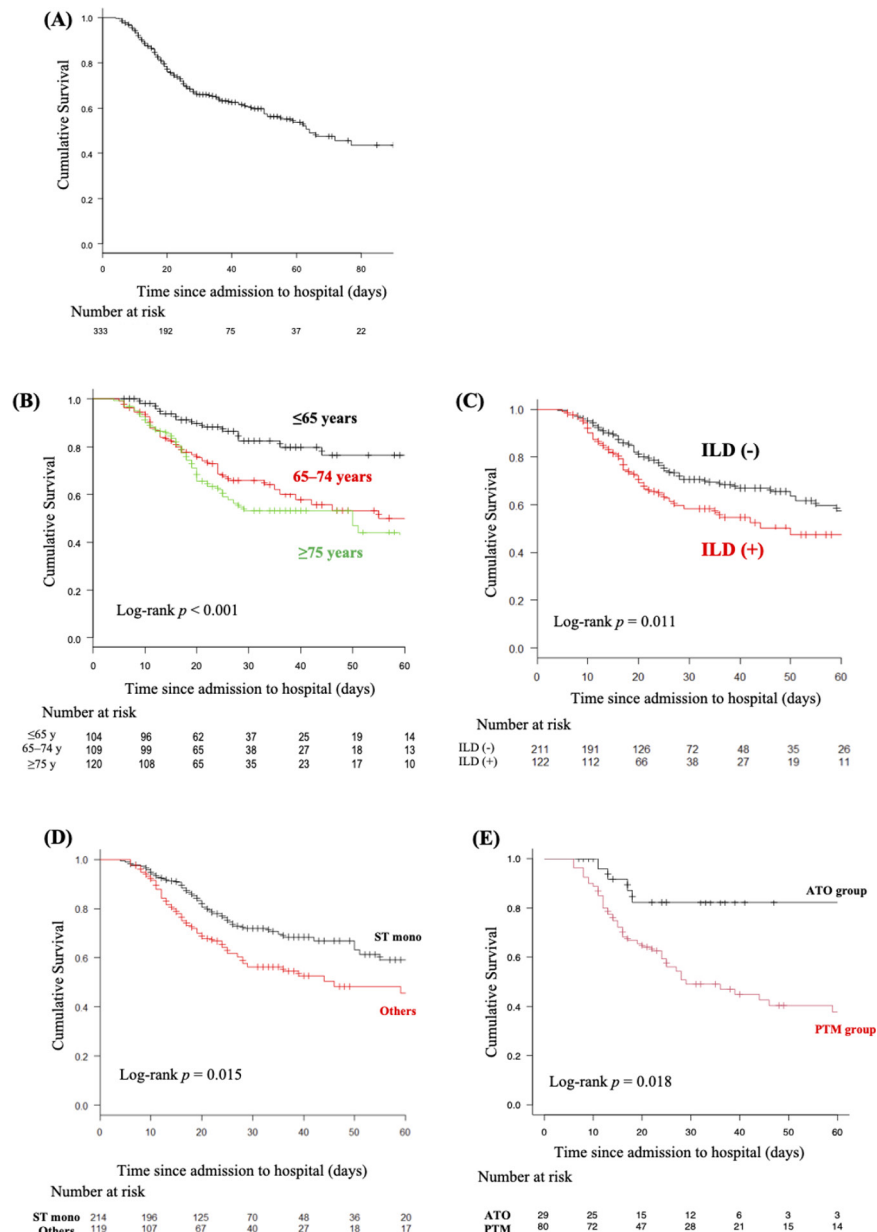 (A)
Cumulative Survival
1.0
0.8
0.6
0.4
0.2
0.0
0 20 40 60 80
Time since admission to hospital (days)
Number at risk
333 192 75 37 22
(B)
Cumulative Survival
1.0
0.8
0.6
0.4
0.2
0.0
≤65 years
65–74 years
≥75 years
Log-rank p < 0.001
0 10 20 30 40 50 60
Time since admission to hospital (days)
Number at risk
≤65 y 104 96 62 37 25 19 14
65–74 y 109 99 65 38 27 18 13
≥75 y 120 108 65 35 23 17 10
(C)
Cumulative Survival
1.0
0.8
0.6
0.4
0.2
0.0
ILD (-)
ILD (+)
Log-rank p = 0.011
0 10 20 30 40 50 60
Time since admission to hospital (days)
Number at risk
ILD (-) 211 191 126 72 48 35 26
ILD (+) 122 112 66 38 27 19 11
(D)
Cumulative Survival
1.0
0.8
0.6
0.4
0.2
0.0
ST mono
Others
Log-rank p = 0.015
0 10 20 30 40 50 60
Time since admission to hospital (days)
Number at risk
ST mono 214 196 125 70 48 36 20
Others 119 107 67 40 27 18 17
(E)
Cumulative Survival
1.0
0.8
0.6
0.4
0.2
0.0
ATO group
PTM group
Log-rank p = 0.018
0 10 20 30 40 50 60
Time since admission to hospital (days)
Number at risk
ATO 29 25 15 12 6 3 3
PTM 80 72 47 28 21 15 14